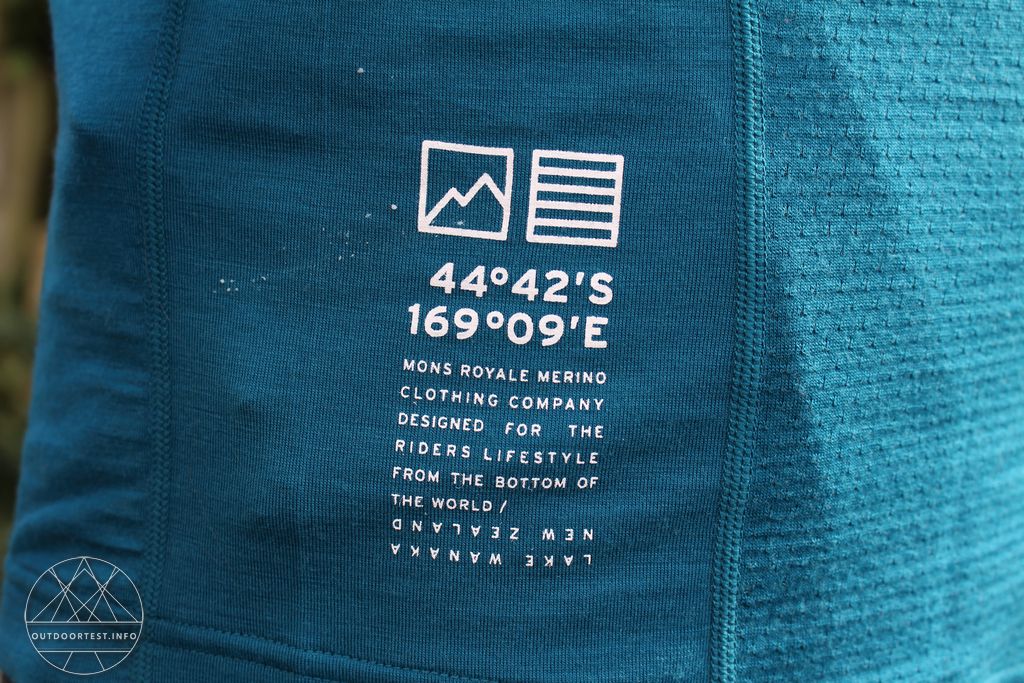 44°42'S
169°09'E
MONS ROYALE MERINO
CLOTHING COMPANY
DESIGNED FOR THE
RIDERS LIFESTYLE
FROM THE BOTTOM OF
THE WORLD /
NEW ZEALAND
LAKE WANAKA
OUTDOORTEST.INFO